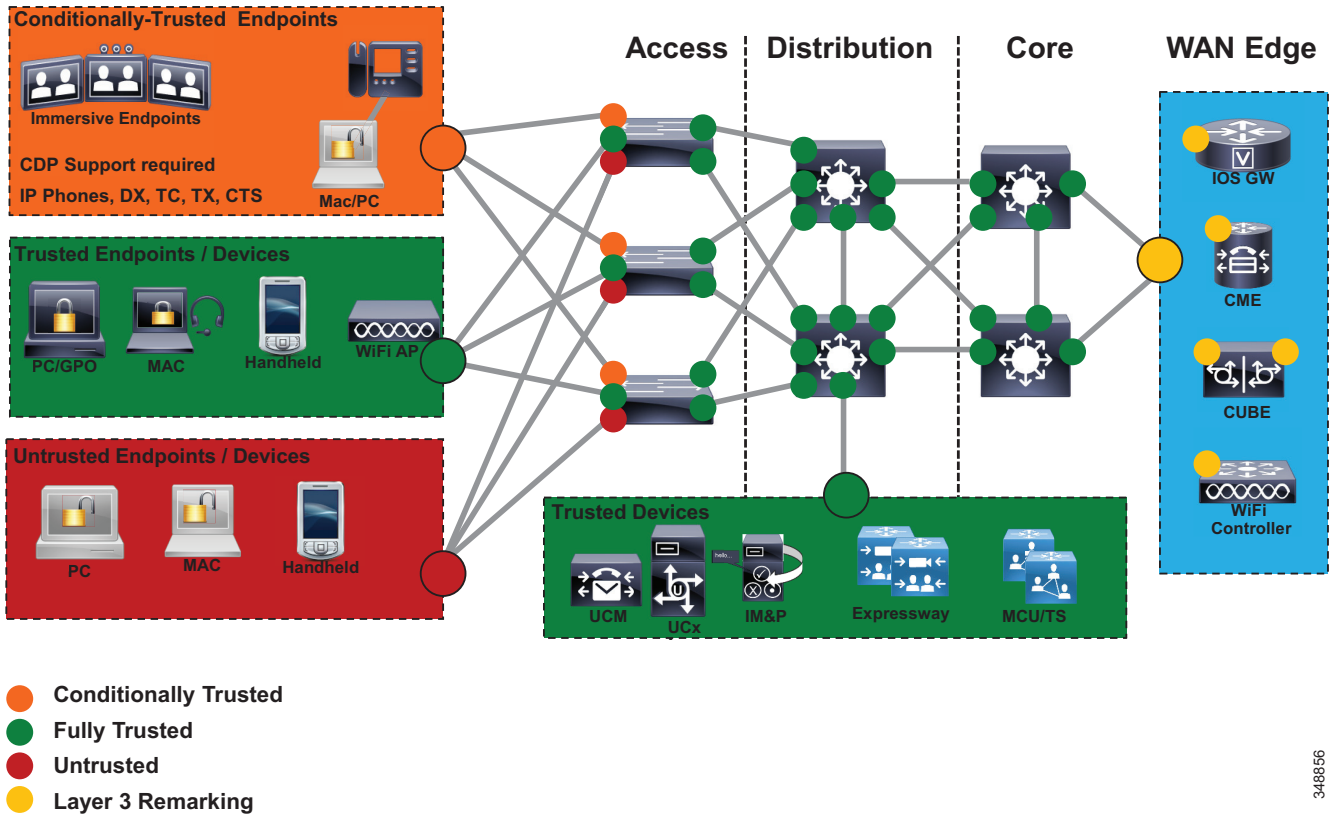 Conditionally-Trusted Endpoints
Immersive Endpoints
CDP Support required
IP Phones, DX, TC, TX, CTS
Mac/PC
Access
Distribution
Core
WAN Edge
IOS GW
V
CME
CUBE
WiFi
Controller
Trusted Endpoints / Devices
PC/GPO
MAC
Handheld
WiFi AP
Untrusted Endpoints / Devices
PC
MAC
Handheld
Trusted Devices
UCM
U
UCx
hello...
IM&P
Expressway
MCU/TS
Conditionally Trusted
Fully Trusted
Untrusted
Layer 3 Remarking
348856